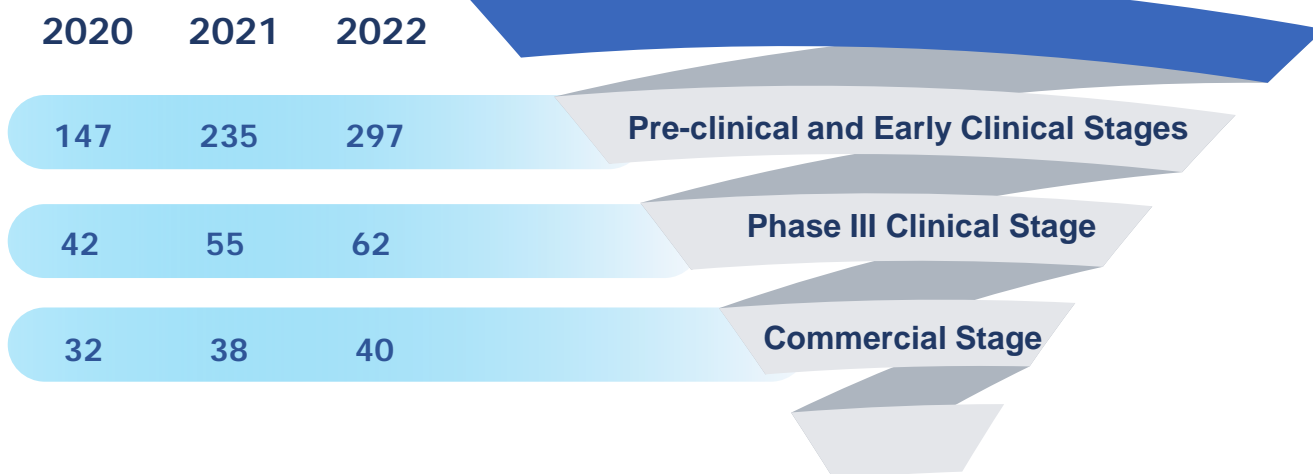 2020 2021 2022
147 235 297 Pre-clinical and Early Clinical Stages
42 55 62 Phase III Clinical Stage
32 38 40 Commercial Stage